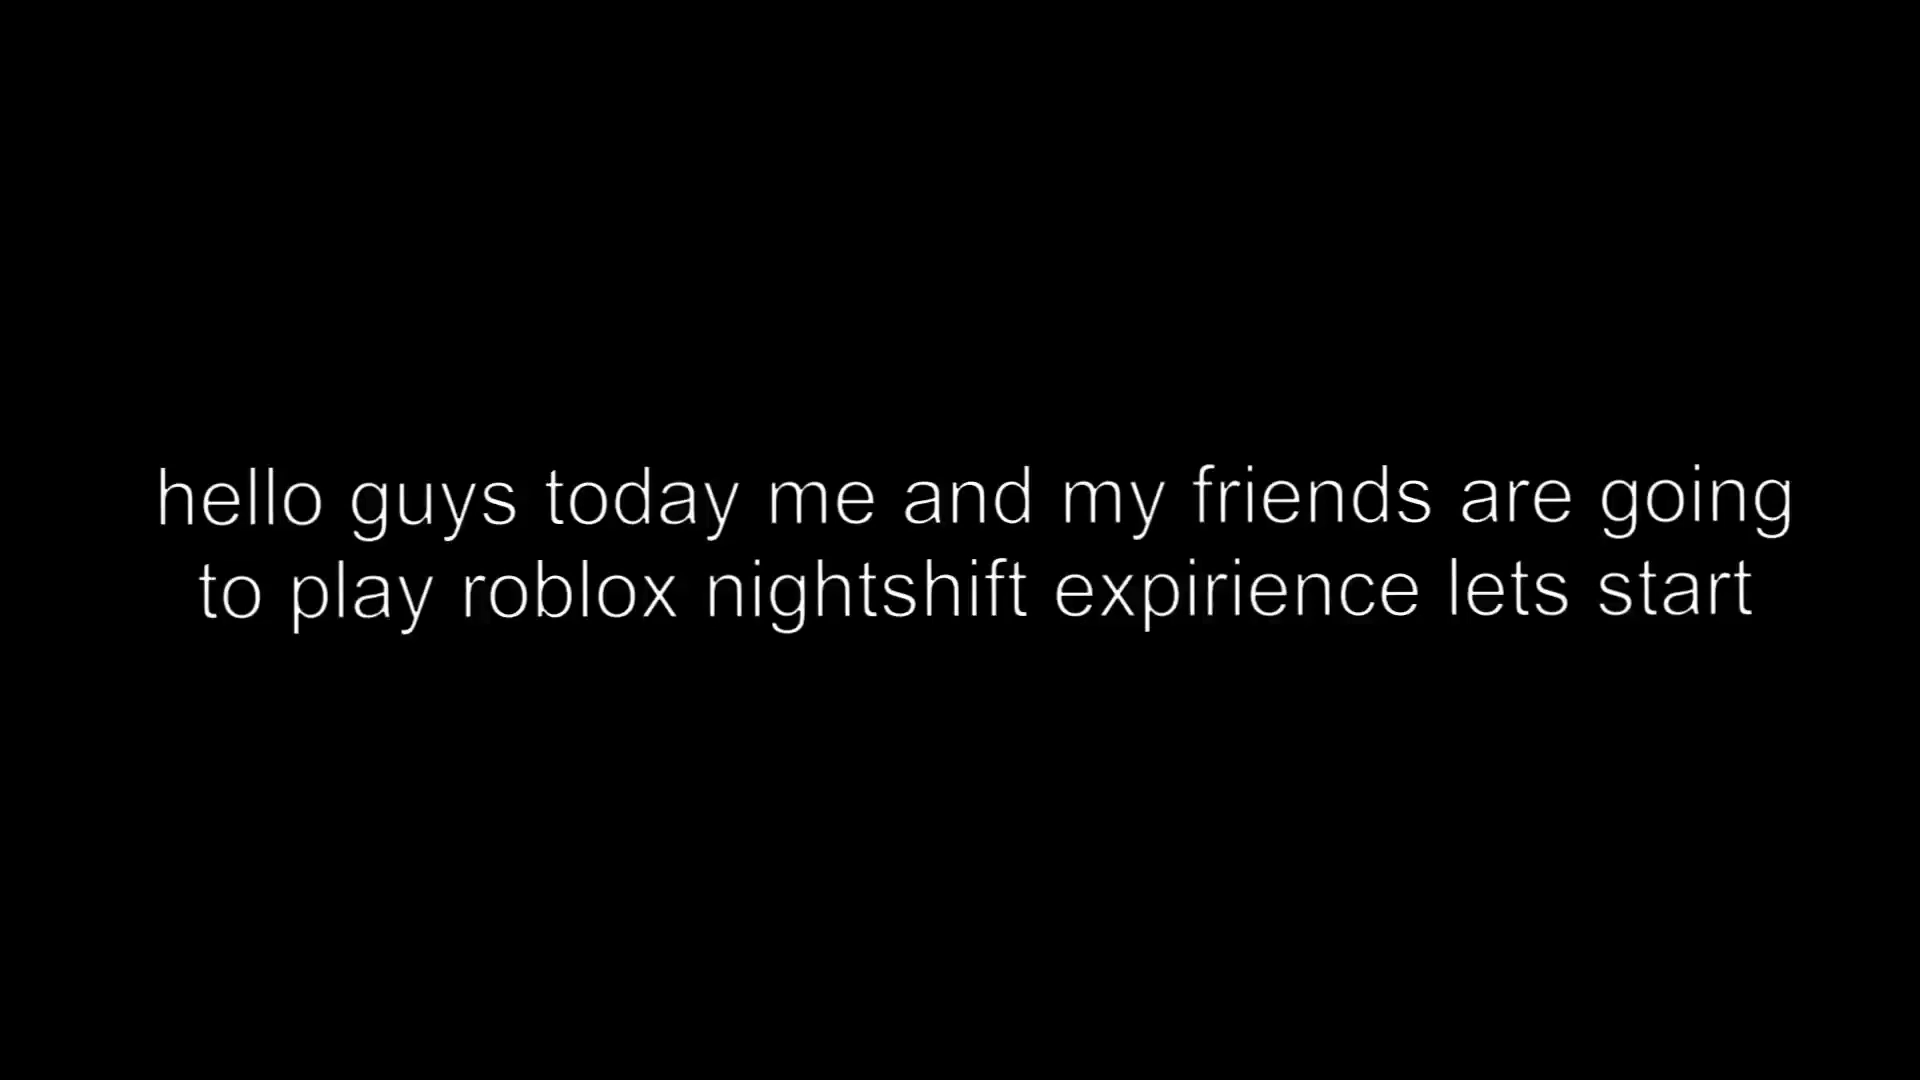 hello guys today me and my friends are going
to play roblox nightshift expirience lets start